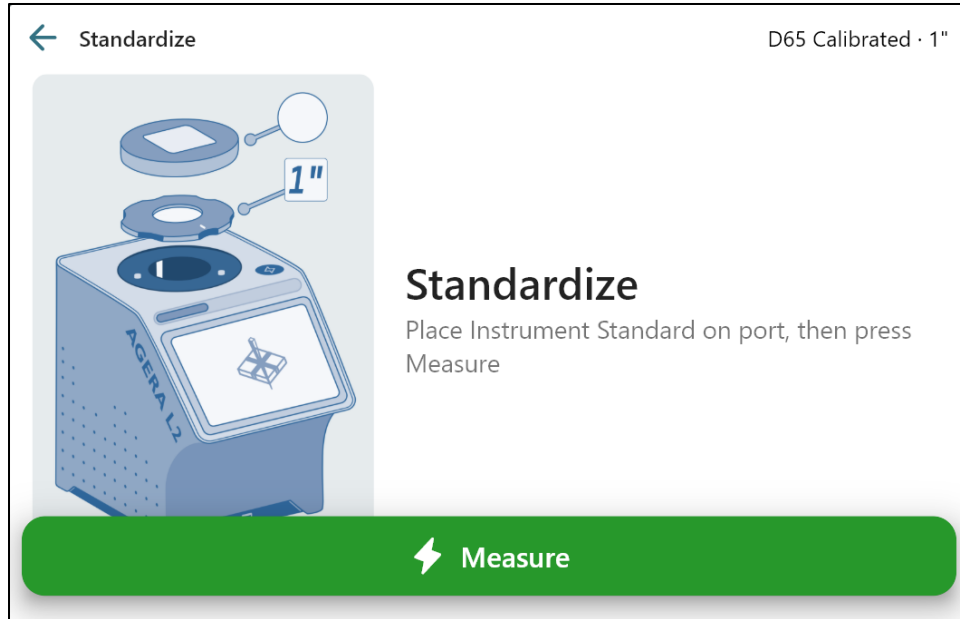 Standardize
D65 Calibrated · 1"
1"
AGERA L2
Standardize
Place Instrument Standard on port, then press
Measure
Measure